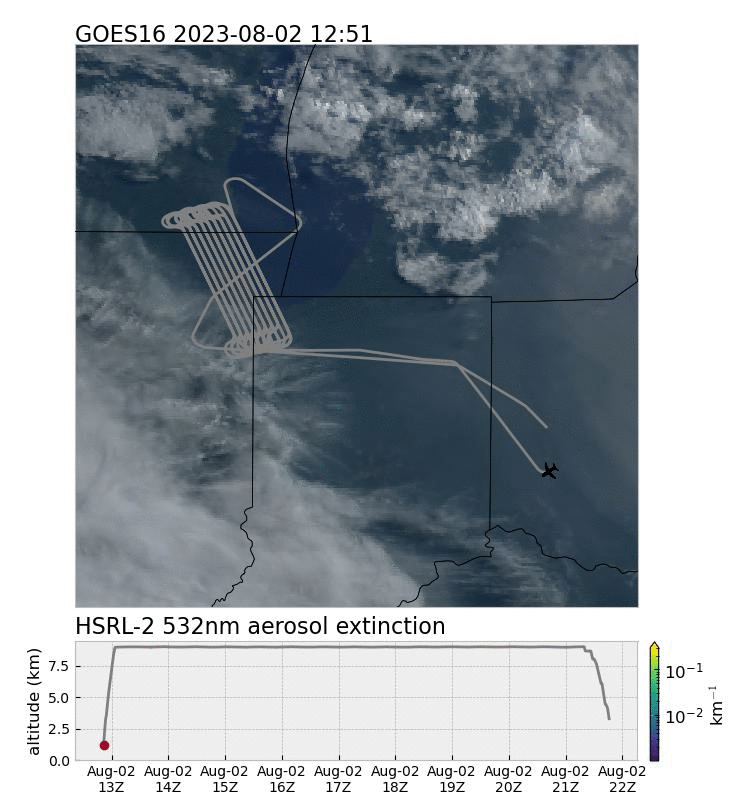 GOES16 2023-08-02 12:51
HSRL-2 532nm aerosol extinction
altitude (km)
7.5
5.0
2.5
0.0
Aug-02 Aug-02 Aug-02 Aug-02 Aug-02 Aug-02 Aug-02 Aug-02 Aug-02 Aug-02
13Z 14Z 15Z 16Z 17Z 18Z 19Z 20Z 21Z 22Z
10⁻¹
10⁻²
km⁻¹